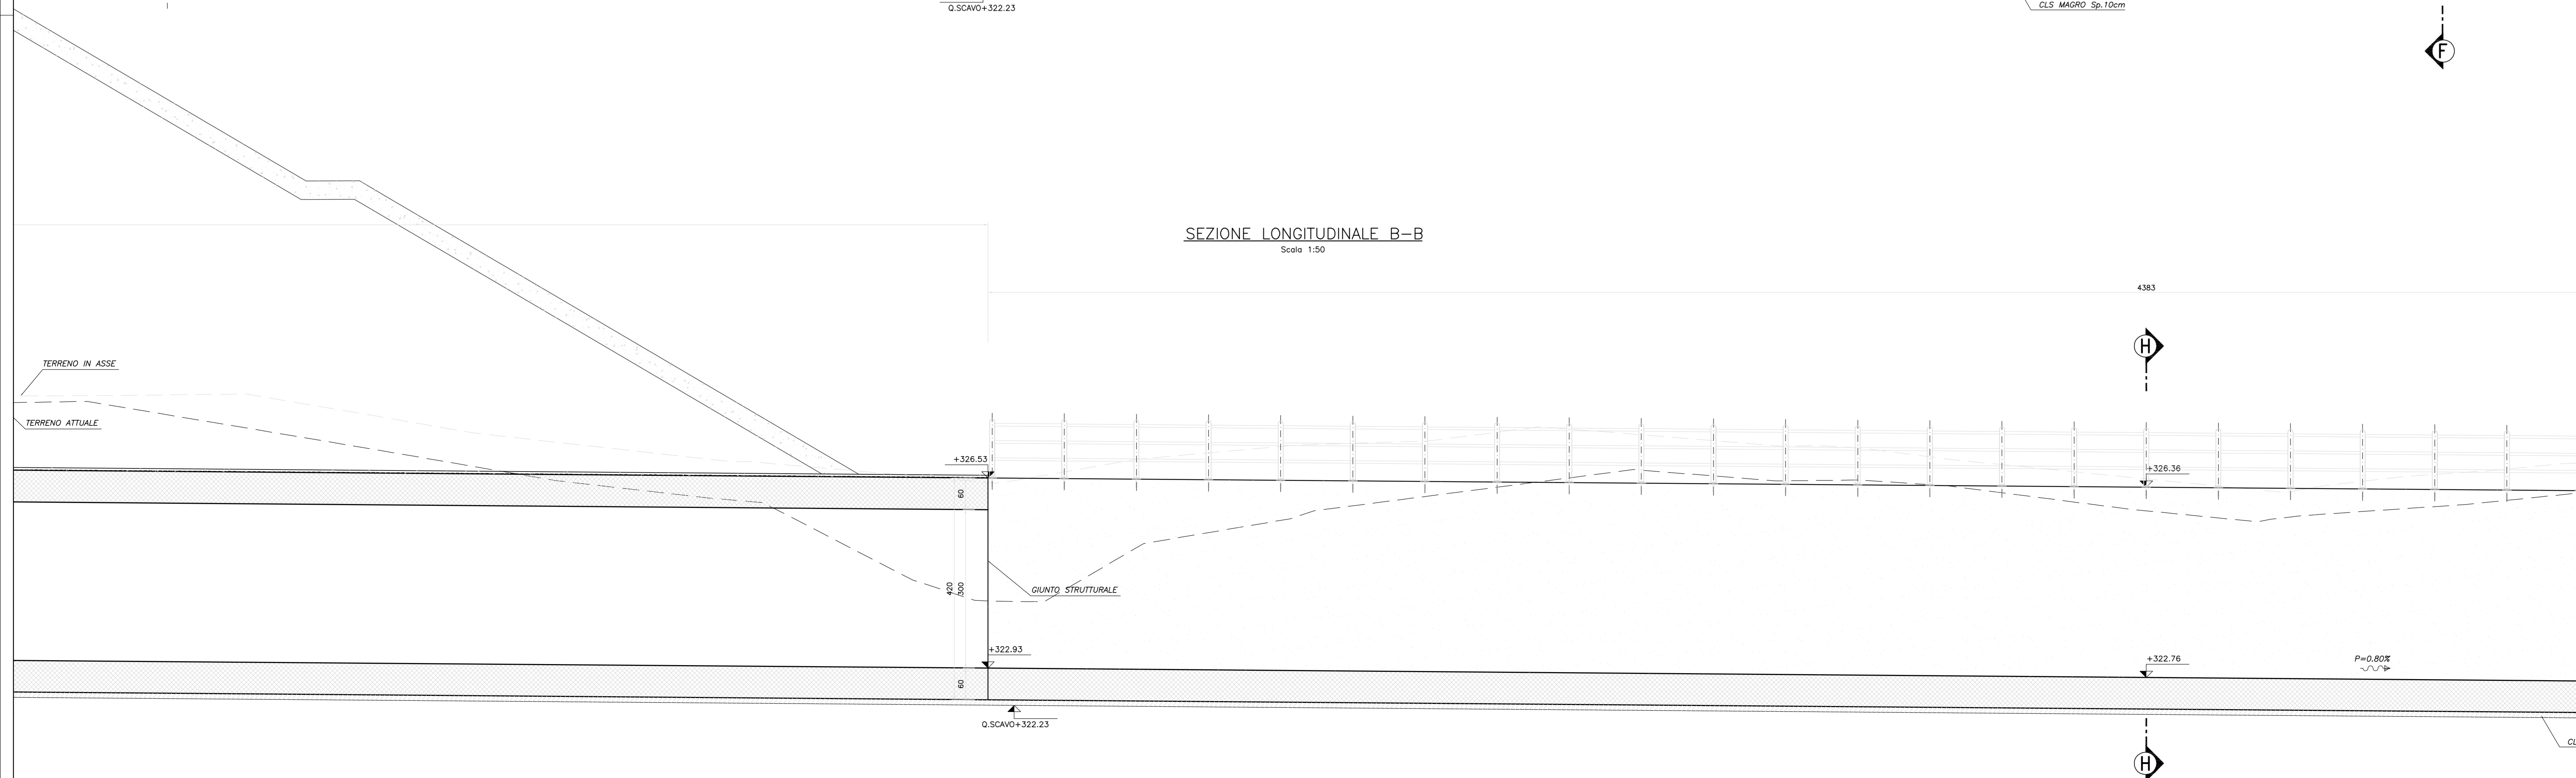 Q.SCAVO+322.23
CLS MAGRO Sp.10cm
F
SEZIONE LONGITUDINALE B-B
Scala 1:50
4383
H
TERRENO IN ASSE
TERRENO ATTUALE
+326.53
+326.36
60
420
300
GIUNTO STRUTTURALE
+322.93
+322.76
P=0.80%
60
Q.SCAVO+322.23
CL
H